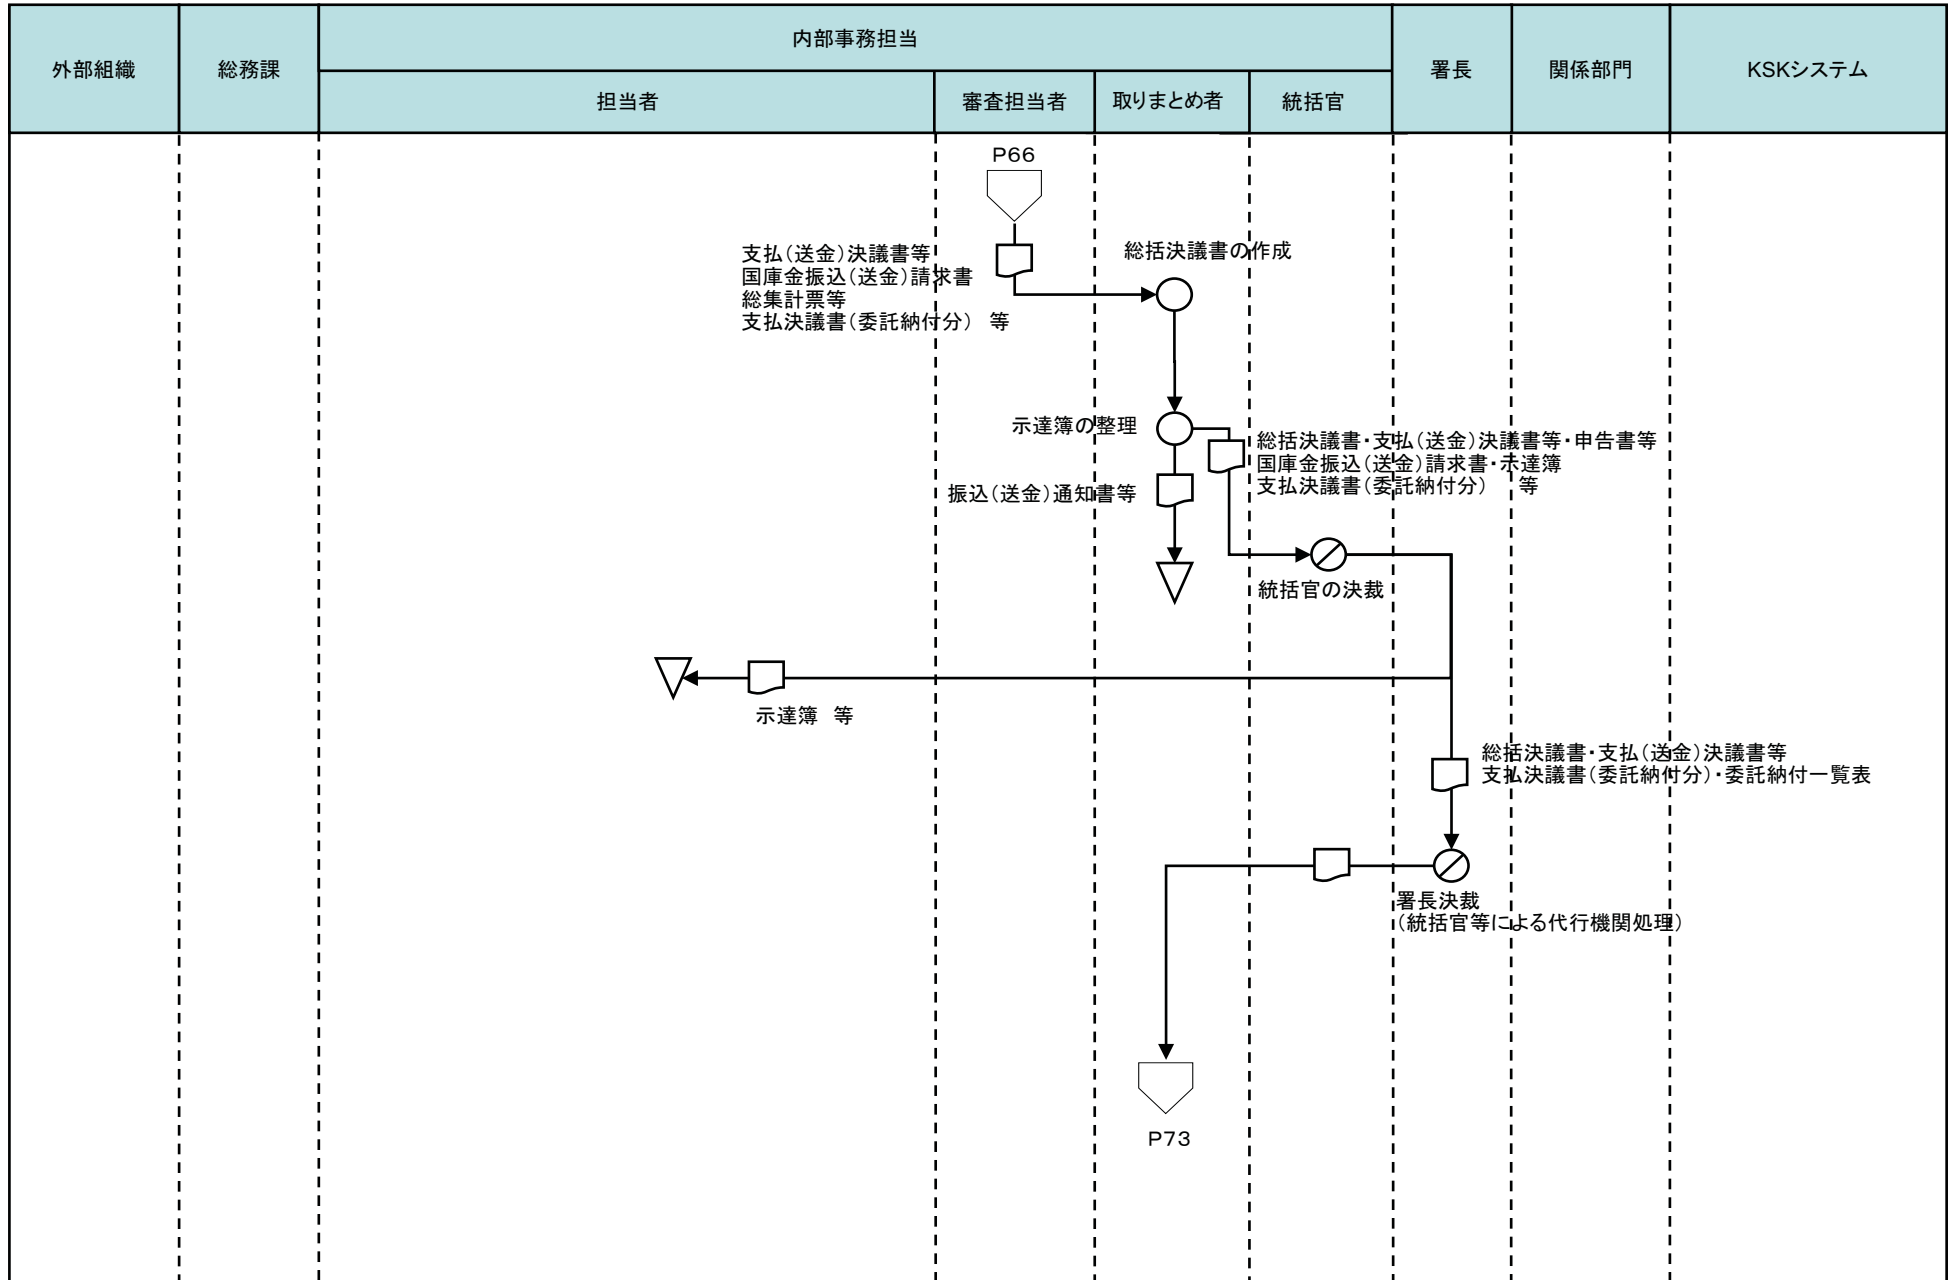 外部組織
総務課
内部事務担当
担当者
審査担当者
取りまとめ者
統括官
署長
関係部門
KSKシステム
P66
支払(送金)決議書等
国庫金振込(送金)請求書
総集計票等
支払決議書(委託納付分)　等
総括決議書の作成
示達簿の整理
総括決議書・支払(送金)決議書等・申告書等
国庫金振込(送金)請求書・示達簿
支払決議書(委託納付分)　等
振込(送金)通知書等
統括官の決裁
示達簿　等
総括決議書・支払(送金)決議書等
支払決議書(委託納付分)・委託納付一覧表
署長決裁
(統括官等による代行機関処理)
P73